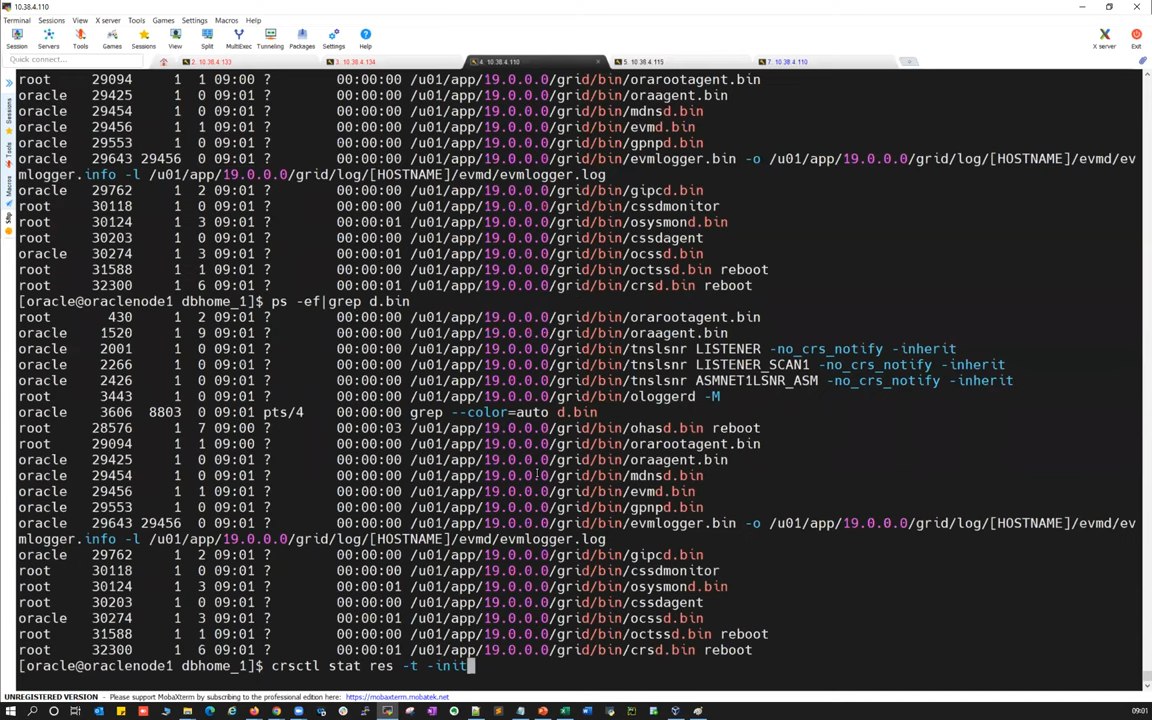 10.38.4.110
Terminal Sessions View X server Tools Games Settings Macros Help
Session Servers Tools Games Sessions View Split MultiExec Tunneling Packages Settings Help X server Exit
Quick connect... 2. 10.38.4.133 3. 10.38.4.134 4. 10.38.4.110 5. 10.38.4.115 7. 10.38.4.110
Sessions
Tools
Macros
Sftp
root 29094 1 1 09:00 ? 00:00:00 /u01/app/19.0.0.0/grid/bin/orarootagent.bin
oracle 29425 1 0 09:01 ? 00:00:00 /u01/app/19.0.0.0/grid/bin/oraagent.bin
oracle 29454 1 0 09:01 ? 00:00:00 /u01/app/19.0.0.0/grid/bin/mdnsd.bin
oracle 29456 1 1 09:01 ? 00:00:00 /u01/app/19.0.0.0/grid/bin/evmd.bin
oracle 29553 1 0 09:01 ? 00:00:00 /u01/app/19.0.0.0/grid/bin/gpnpd.bin
oracle 29643 29456 0 09:01 ? 00:00:00 /u01/app/19.0.0.0/grid/bin/evmlogger.bin -o /u01/app/19.0.0.0/grid/log/[HOSTNAME]/evmd/ev
mlogger.info -l /u01/app/19.0.0.0/grid/log/[HOSTNAME]/evmd/evmlogger.log
oracle 29762 1 2 09:01 ? 00:00:00 /u01/app/19.0.0.0/grid/bin/gipcd.bin
root 30118 1 0 09:01 ? 00:00:00 /u01/app/19.0.0.0/grid/bin/cssdmonitor
root 30124 1 3 09:01 ? 00:00:01 /u01/app/19.0.0.0/grid/bin/osysmond.bin
root 30203 1 0 09:01 ? 00:00:00 /u01/app/19.0.0.0/grid/bin/cssdagent
oracle 30274 1 3 09:01 ? 00:00:01 /u01/app/19.0.0.0/grid/bin/ocssd.bin
root 31588 1 1 09:01 ? 00:00:00 /u01/app/19.0.0.0/grid/bin/octssd.bin reboot
root 32300 1 6 09:01 ? 00:00:01 /u01/app/19.0.0.0/grid/bin/crsd.bin reboot
[oracle@oraclenode1 dbhome_1]$ ps -ef|grep d.bin
root 430 1 2 09:01 ? 00:00:00 /u01/app/19.0.0.0/grid/bin/orarootagent.bin
oracle 1520 1 9 09:01 ? 00:00:00 /u01/app/19.0.0.0/grid/bin/oraagent.bin
oracle 2001 1 0 09:01 ? 00:00:00 /u01/app/19.0.0.0/grid/bin/tnslsnr LISTENER -no_crs_notify -inherit
oracle 2266 1 0 09:01 ? 00:00:00 /u01/app/19.0.0.0/grid/bin/tnslsnr LISTENER_SCAN1 -no_crs_notify -inherit
oracle 2426 1 0 09:01 ? 00:00:00 /u01/app/19.0.0.0/grid/bin/tnslsnr ASMNET1LSNR_ASM -no_crs_notify -inherit
root 3443 1 0 09:01 ? 00:00:00 /u01/app/19.0.0.0/grid/bin/ologgerd -M
oracle 3606 8803 0 09:01 pts/4 00:00:00 grep --color=auto d.bin
root 28576 1 7 09:00 ? 00:00:03 /u01/app/19.0.0.0/grid/bin/ohasd.bin reboot
root 29094 1 1 09:00 ? 00:00:00 /u01/app/19.0.0.0/grid/bin/orarootagent.bin
oracle 29425 1 0 09:01 ? 00:00:00 /u01/app/19.0.0.0/grid/bin/oraagent.bin
oracle 29454 1 0 09:01 ? 00:00:00 /u01/app/19.0.0.0/grid/bin/mdnsd.bin
oracle 29456 1 1 09:01 ? 00:00:00 /u01/app/19.0.0.0/grid/bin/evmd.bin
oracle 29553 1 0 09:01 ? 00:00:00 /u01/app/19.0.0.0/grid/bin/gpnpd.bin
oracle 29643 29456 0 09:01 ? 00:00:00 /u01/app/19.0.0.0/grid/bin/evmlogger.bin -o /u01/app/19.0.0.0/grid/log/[HOSTNAME]/evmd/ev
mlogger.info -l /u01/app/19.0.0.0/grid/log/[HOSTNAME]/evmd/evmlogger.log
oracle 29762 1 2 09:01 ? 00:00:00 /u01/app/19.0.0.0/grid/bin/gipcd.bin
root 30118 1 0 09:01 ? 00:00:00 /u01/app/19.0.0.0/grid/bin/cssdmonitor
root 30124 1 3 09:01 ? 00:00:01 /u01/app/19.0.0.0/grid/bin/osysmond.bin
root 30203 1 0 09:01 ? 00:00:00 /u01/app/19.0.0.0/grid/bin/cssdagent
oracle 30274 1 3 09:01 ? 00:00:01 /u01/app/19.0.0.0/grid/bin/ocssd.bin
root 31588 1 1 09:01 ? 00:00:00 /u01/app/19.0.0.0/grid/bin/octssd.bin reboot
root 32300 1 6 09:01 ? 00:00:01 /u01/app/19.0.0.0/grid/bin/crsd.bin reboot
[oracle@oraclenode1 dbhome_1]$ crsctl stat res -t -init
UNREGISTERED VERSION - Please support MobaXterm by subscribing to the professional edition here: https://mobaxterm.mobatek.net
09:01